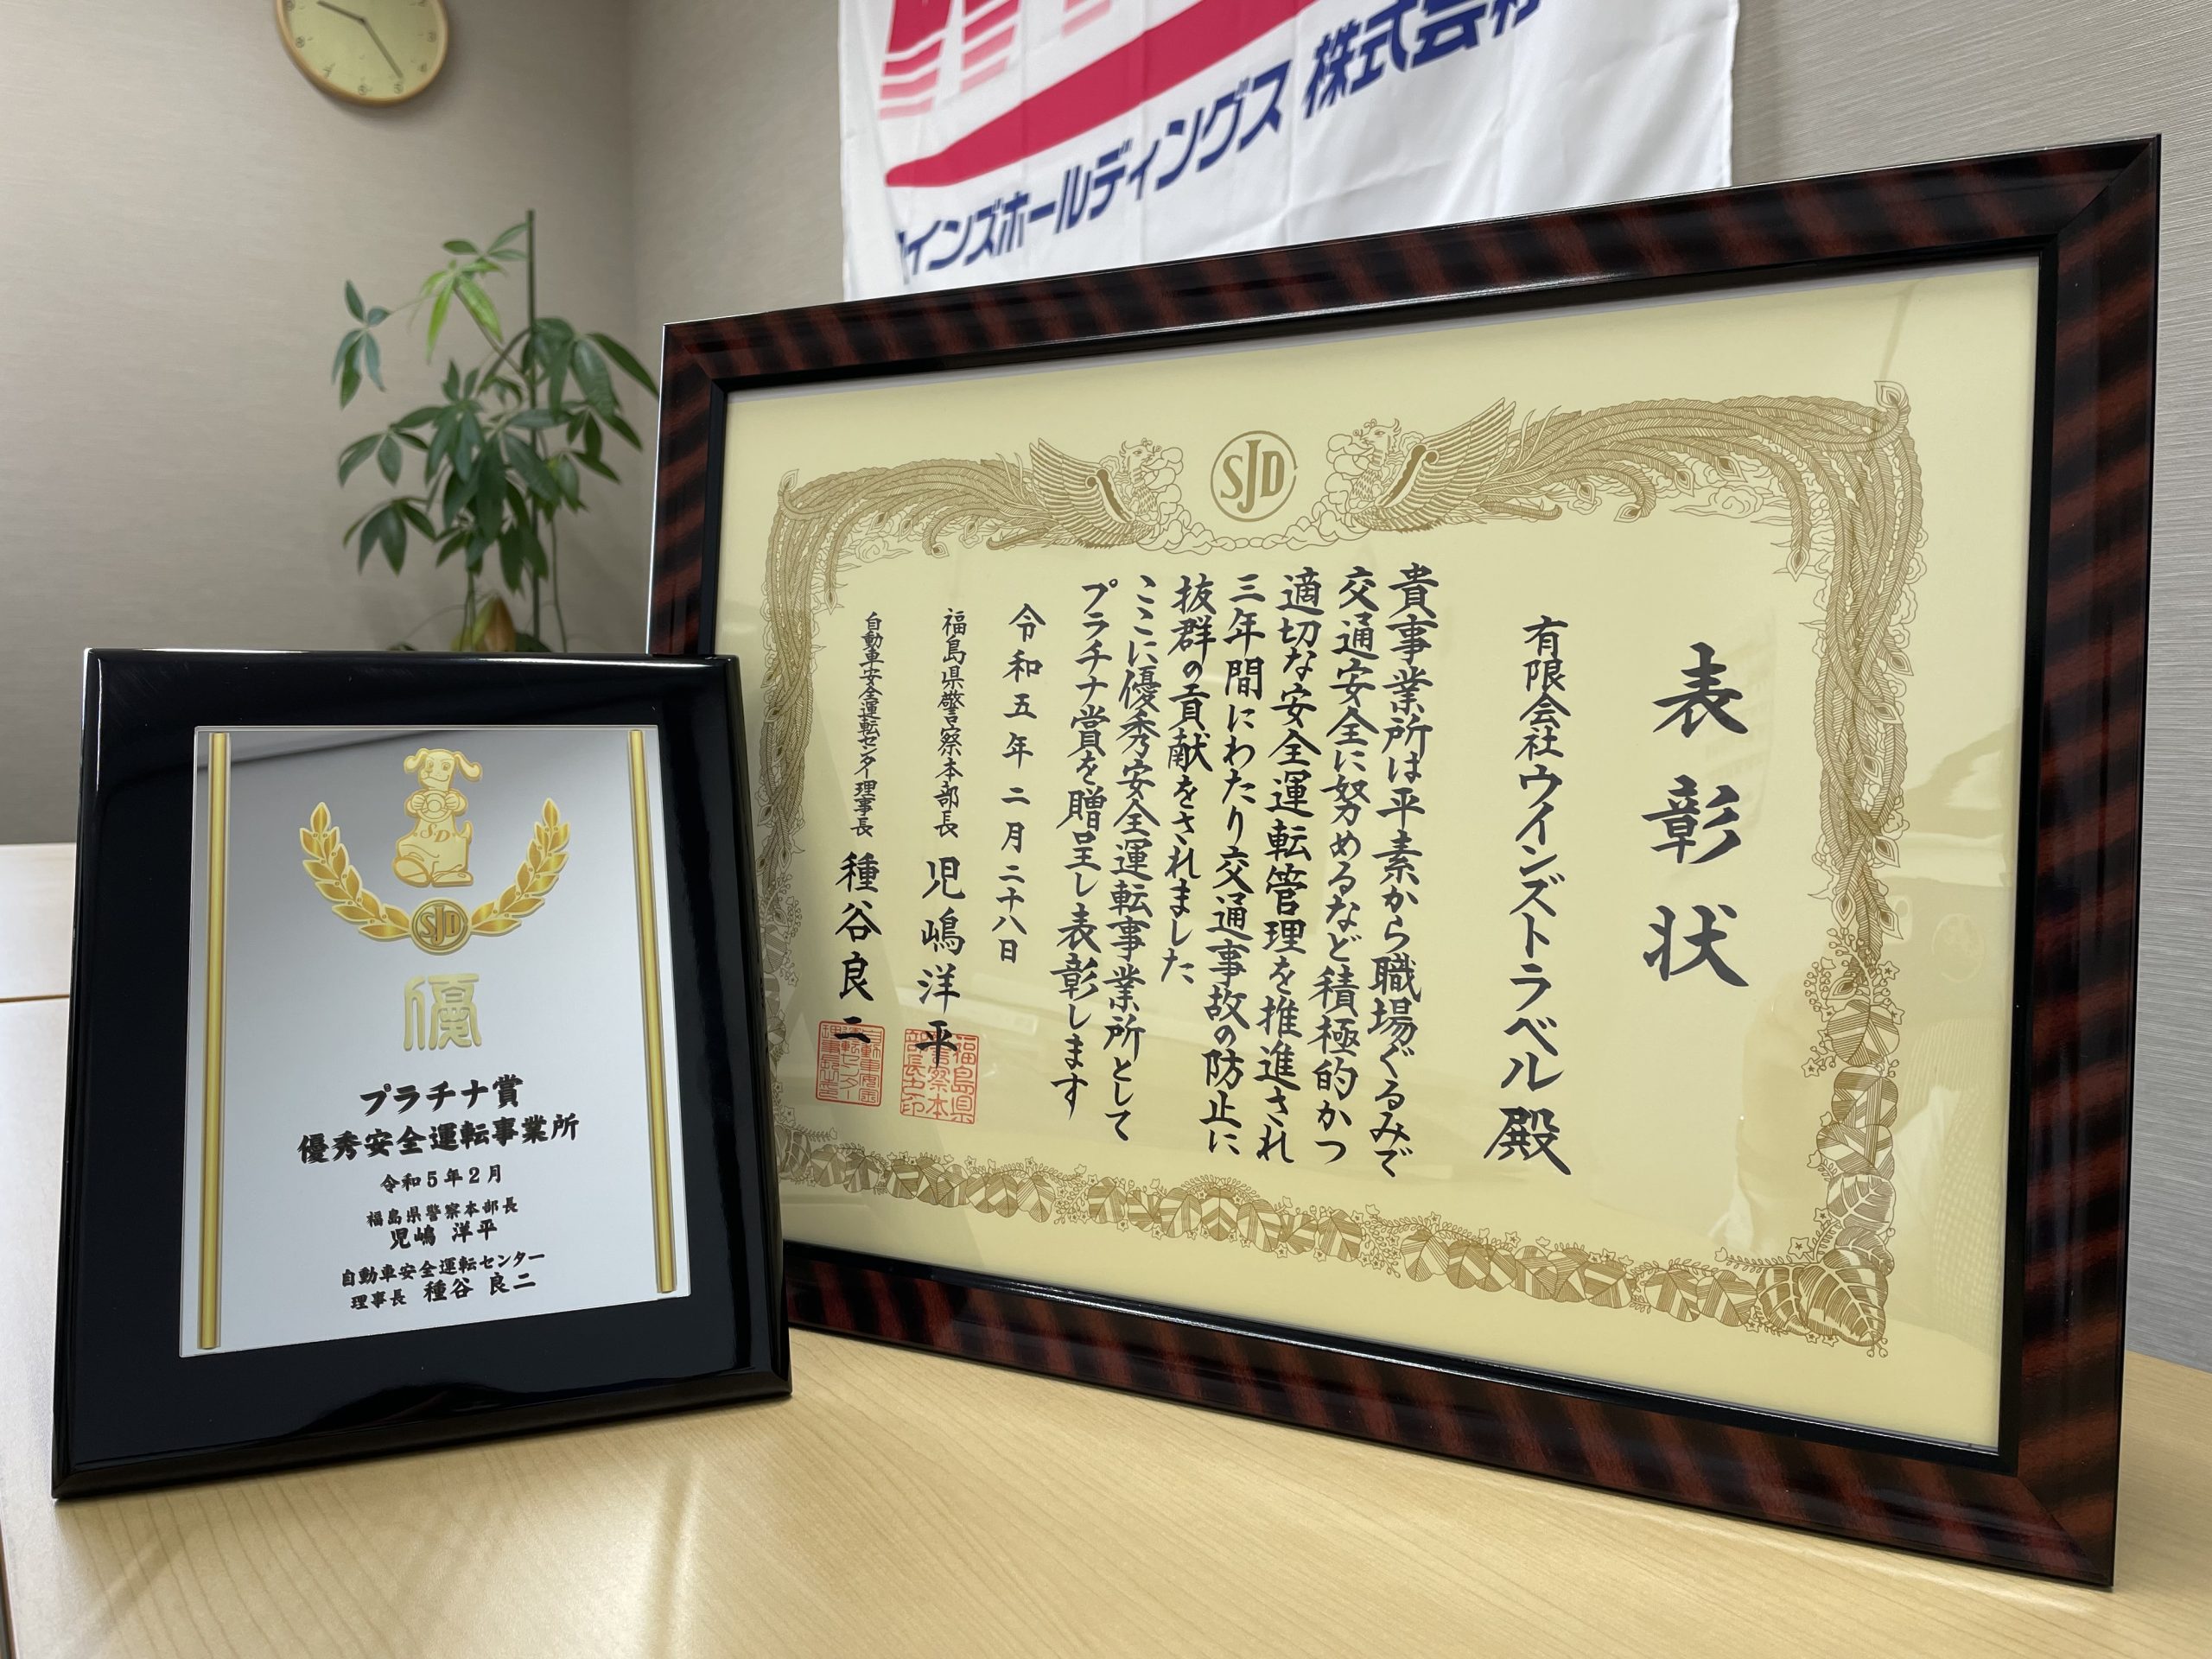 インズホールディングス 株式会
SJD
表彰状
有限会社ウインズトラベル殿
貴事業所は平素から職場ぐるみで
交通安全に努めるなど積極的かつ
適切な安全運転管理を推進され
三年間にわたり交通事故の防止に
抜群の貢献をされました
ここに優秀安全運転事業所として
プラチナ賞を贈呈し表彰します
令和五年二月二十八日
福島県警察本部長 児嶋洋平
自動車安全運転センター理事長 種谷良二
SD
SJD
優
プラチナ賞
優秀安全運転事業所
令和5年2月
福島県警察本部長
児嶋 洋平
自動車安全運転センター
理事長 種谷 良二